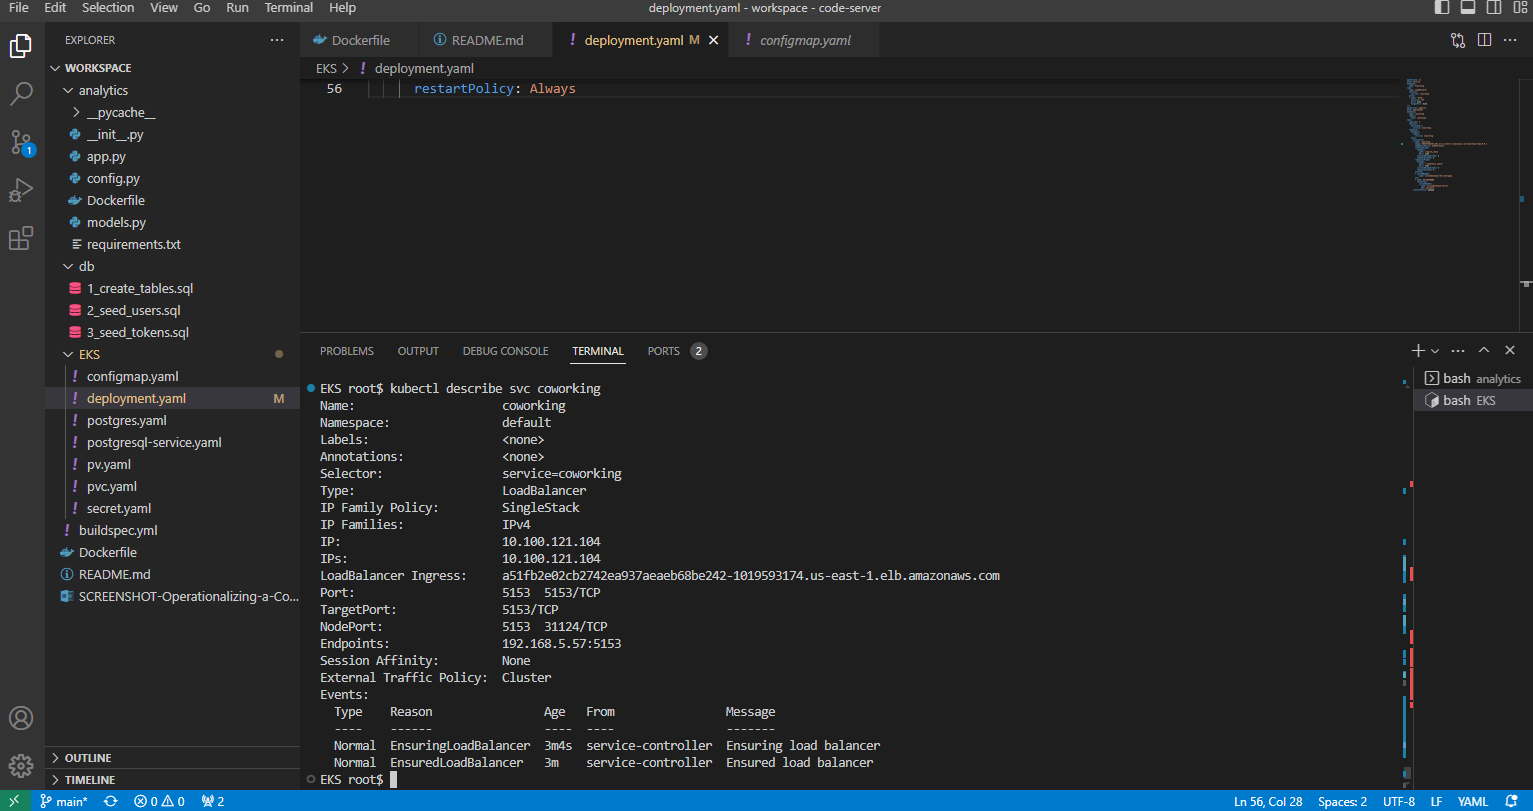 File Edit Selection View Go Run Terminal Help
deployment.yaml - workspace - code-server
EXPLORER
WORKSPACE
analytics
__pycache__
__init__.py
app.py
config.py
Dockerfile
models.py
requirements.txt
db
1_create_tables.sql
2_seed_users.sql
3_seed_tokens.sql
EKS
configmap.yaml
deployment.yaml M
postgres.yaml
postgresql-service.yaml
pv.yaml
pvc.yaml
secret.yaml
buildspec.yml
Dockerfile
README.md
SCREENSHOT-Operationalizing-a-Co...
OUTLINE
TIMELINE
Dockerfile README.md deployment.yaml M configmap.yaml
EKS > deployment.yaml
56 restartPolicy: Always
PROBLEMS OUTPUT DEBUG CONSOLE TERMINAL PORTS 2
EKS root$ kubectl describe svc coworking
Name: coworking
Namespace: default
Labels: <none>
Annotations: <none>
Selector: service=coworking
Type: LoadBalancer
IP Family Policy: SingleStack
IP Families: IPv4
IP: 10.100.121.104
IPs: 10.100.121.104
LoadBalancer Ingress: a51fb2e02cb2742ea937aeaeb68be242-1019593174.us-east-1.elb.amazonaws.com
Port: 5153 5153/TCP
TargetPort: 5153/TCP
NodePort: 5153 31124/TCP
Endpoints: 192.168.5.57:5153
Session Affinity: None
External Traffic Policy: Cluster
Events:
Type Reason Age From Message
---- ------ ---- ---- -------
Normal EnsuringLoadBalancer 3m4s service-controller Ensuring load balancer
Normal EnsuredLoadBalancer 3m service-controller Ensured load balancer
EKS root$
bash analytics
bash EKS
1
main* 0 0 2
Ln 56, Col 28 Spaces: 2 UTF-8 LF YAML